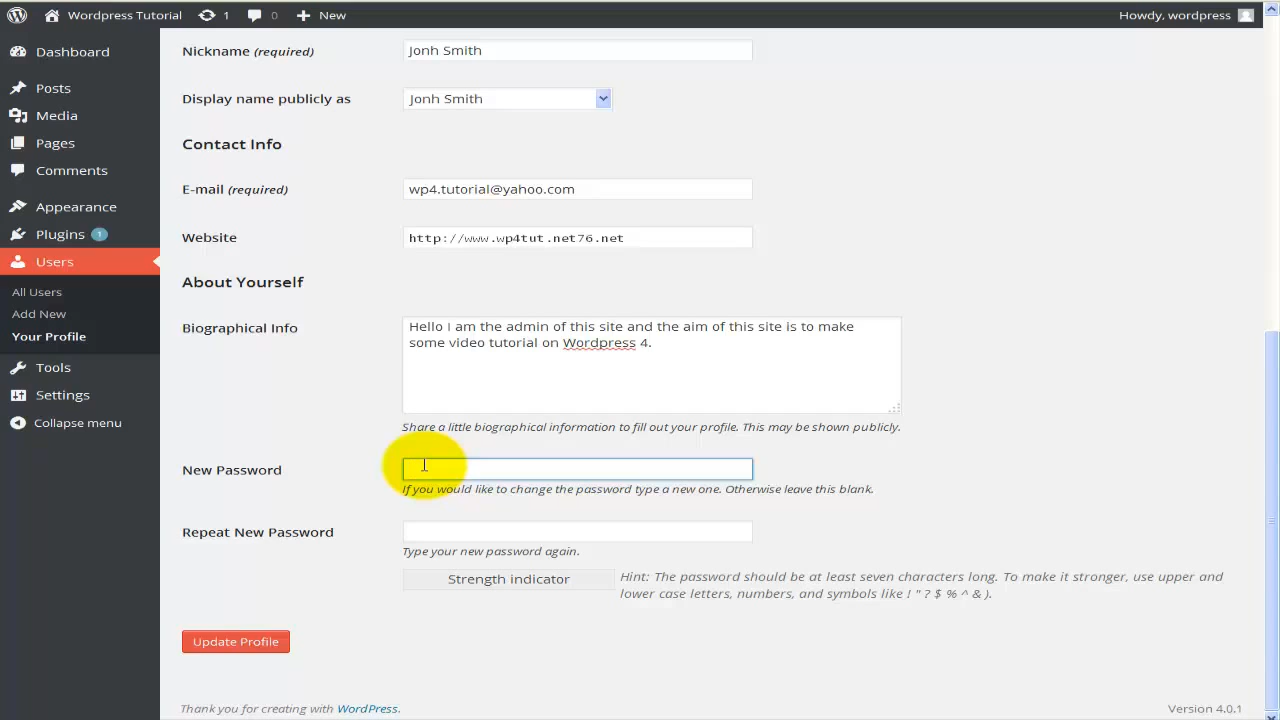 Wordpress Tutorial 1 0 New Howdy, wordpress
Dashboard
Posts
Media
Pages
Comments
Appearance
Plugins 1
Users
All Users
Add New
Your Profile
Tools
Settings
Collapse menu
Nickname (required) Jonh Smith
Display name publicly as Jonh Smith
Contact Info
E-mail (required) wp4.tutorial@yahoo.com
Website http://www.wp4tut.net76.net
About Yourself
Biographical Info
Hello I am the admin of this site and the aim of this site is to make
some video tutorial on Wordpress 4.
Share a little biographical information to fill out your profile. This may be shown publicly.
New Password
If you would like to change the password type a new one. Otherwise leave this blank.
Repeat New Password
Type your new password again.
Strength indicator
Hint: The password should be at least seven characters long. To make it stronger, use upper and
lower case letters, numbers, and symbols like ! " ? $ % ^ & ).
Update Profile
Thank you for creating with WordPress. Version 4.0.1